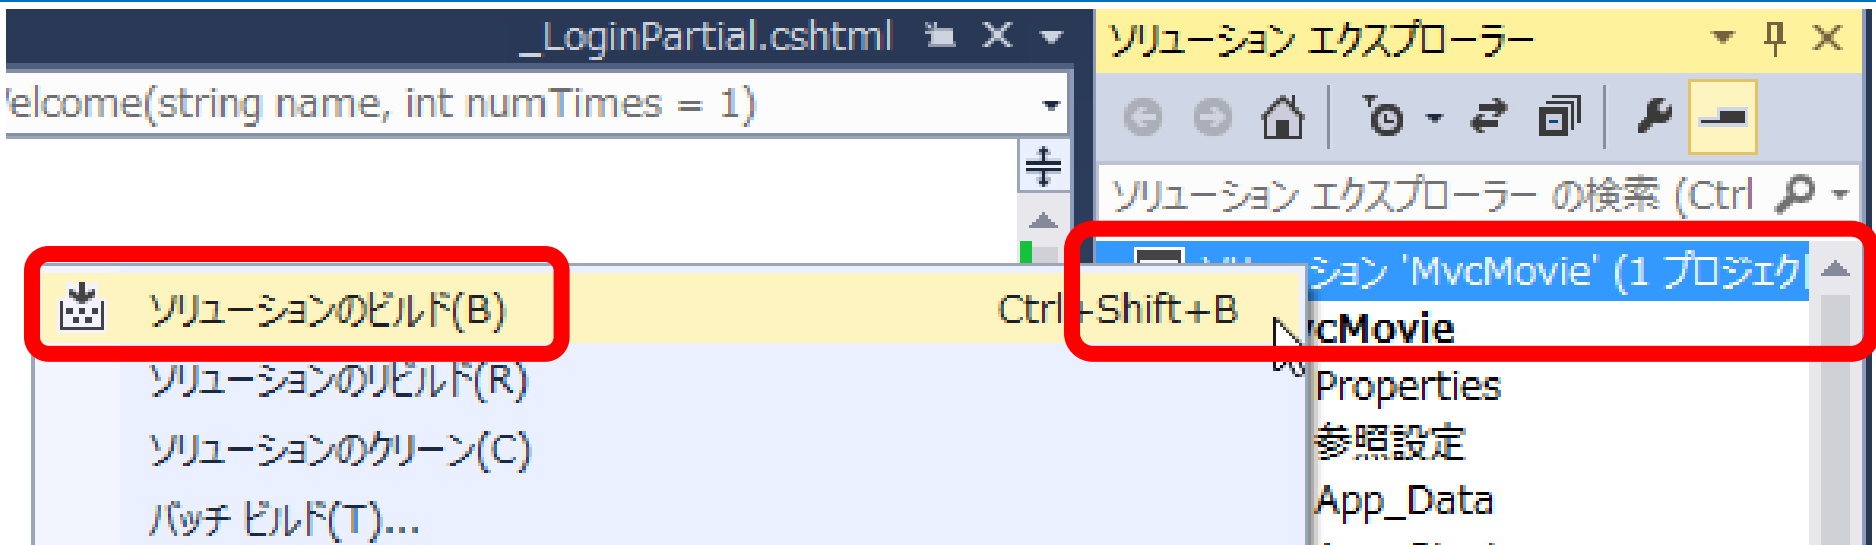 _LoginPartial.cshtml
elcome(string name, int numTimes = 1)
ソリューション エクスプローラー
ソリューション エクスプローラー の検索 (Ctrl
ション 'MvcMovie' (1 プロジェク
ソリューションのビルド(B) Ctrl+Shift+B
cMovie
ソリューションのリビルド(R)
Properties
ソリューションのクリーン(C)
参照設定
バッチ ビルド(T)...
App_Data